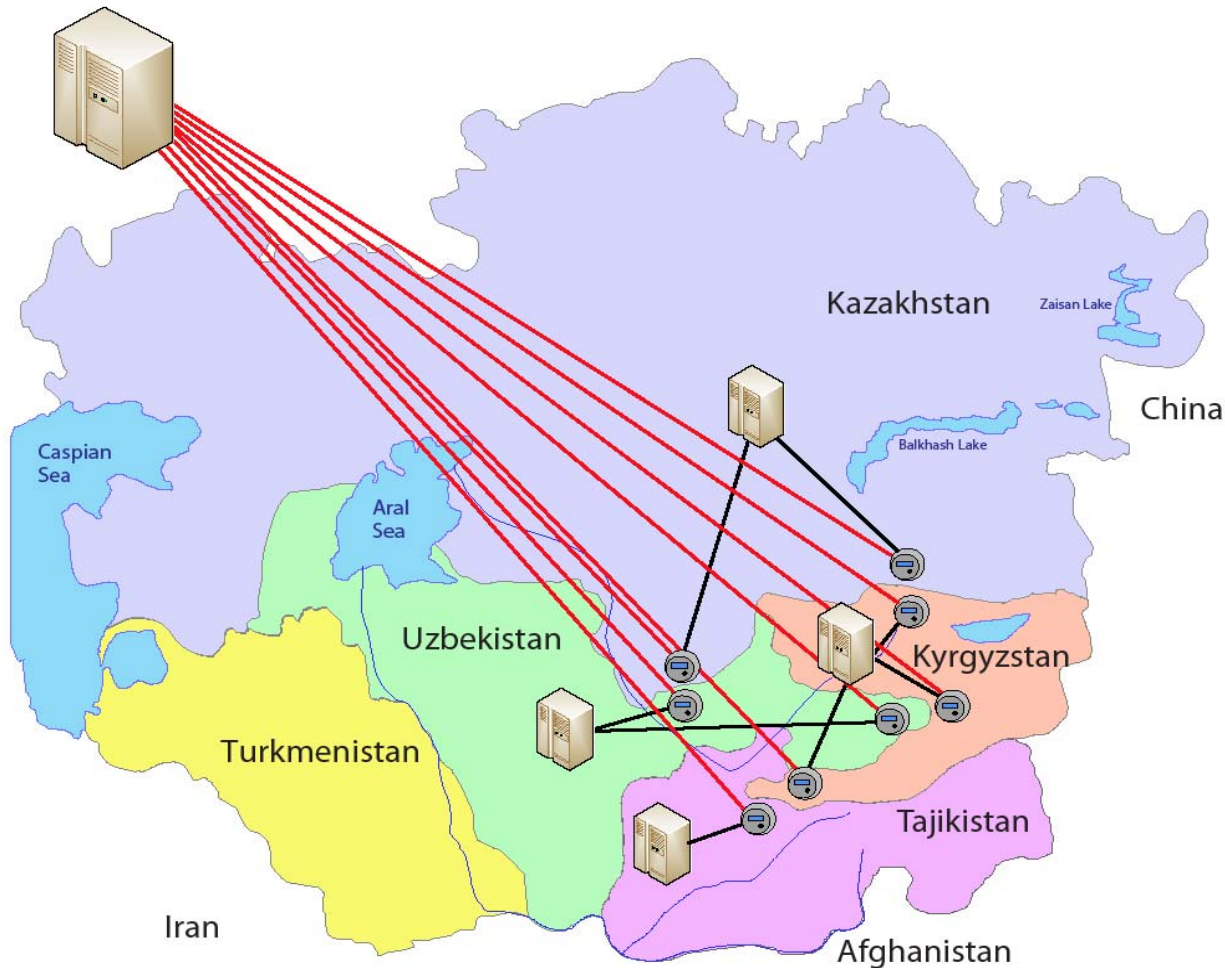 Kazakhstan
Zaisan Lake
China
Caspian
Sea
Balkhash Lake
Aral
Sea
Uzbekistan
Kyrgyzstan
Turkmenistan
Tajikistan
Iran
Afghanistan